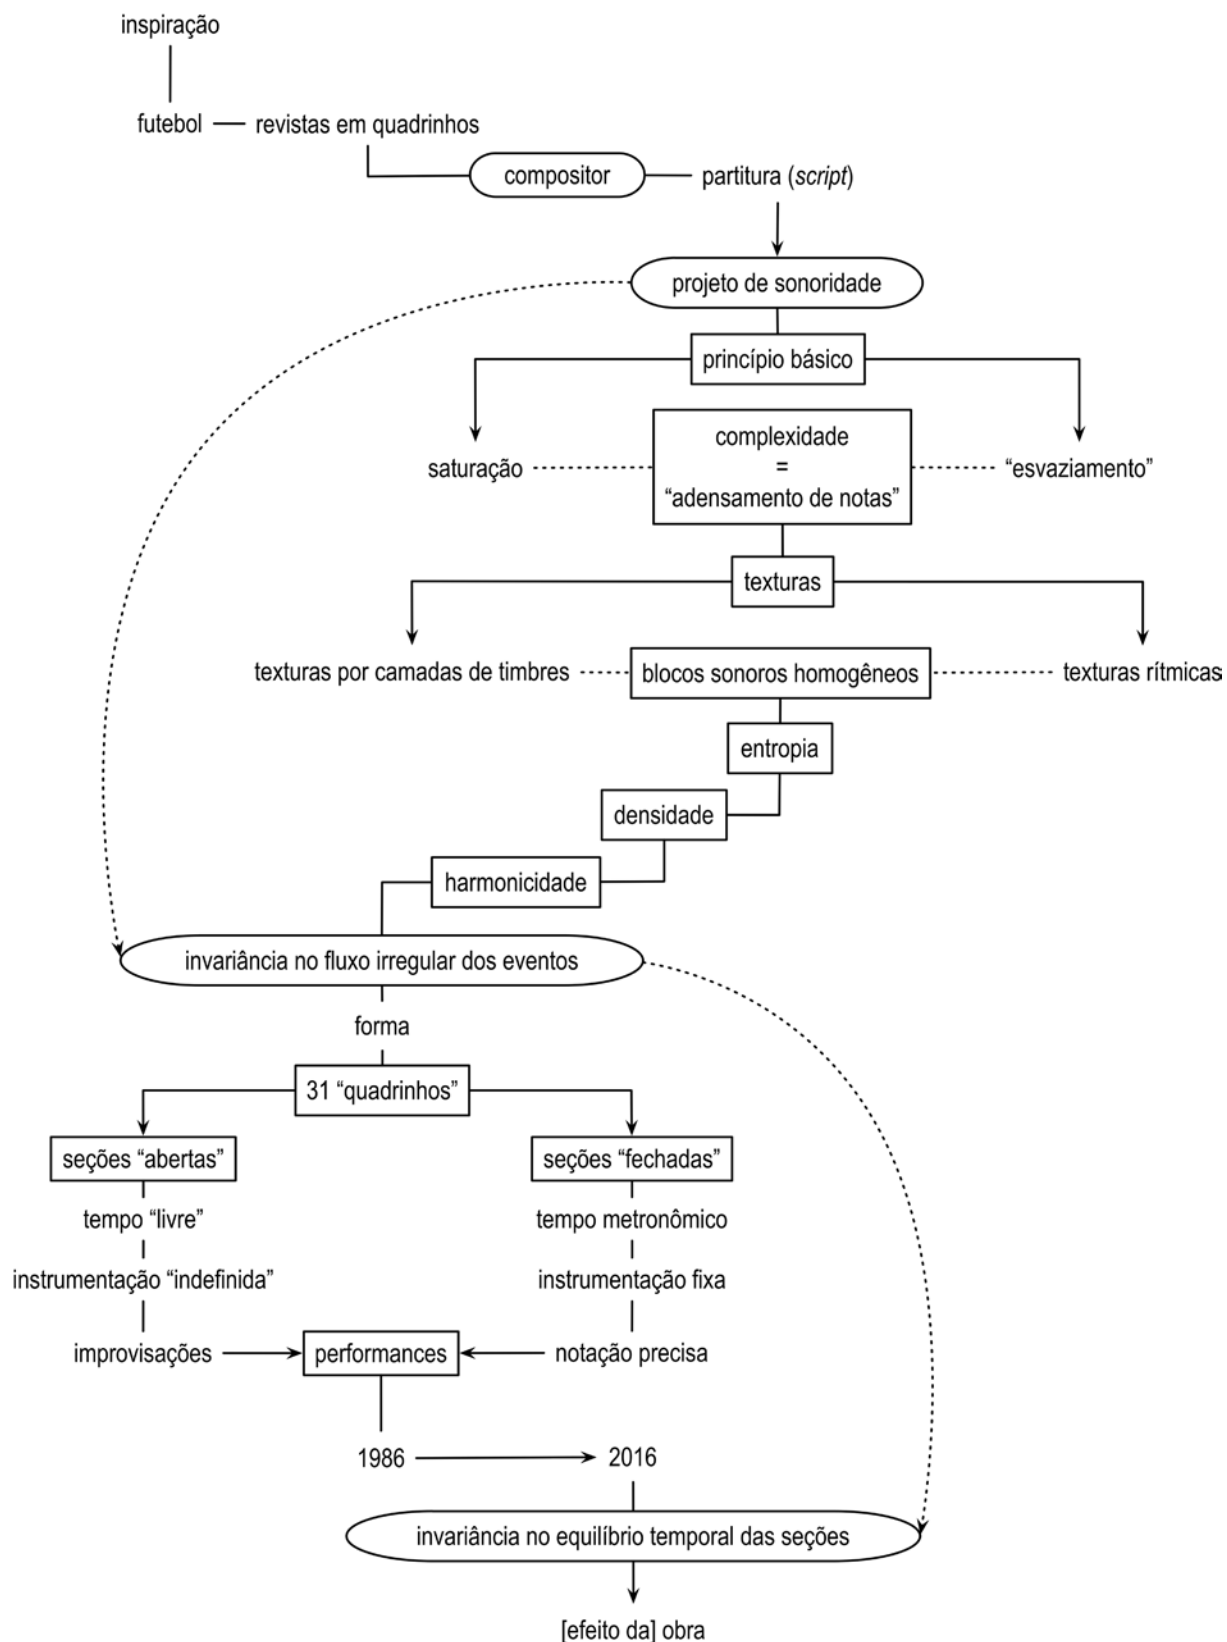 inspiração
futebol
revistas em quadrinhos
compositor
partitura (script)
projeto de sonoridade
princípio básico
saturação
complexidade
=
“adensamento de notas”
“esvaziamento”
texturas
texturas por camadas de timbres
blocos sonoros homogêneos
texturas rítmicas
entropia
densidade
harmonicidade
invariância no fluxo irregular dos eventos
forma
31 “quadrinhos”
seções “abertas”
seções “fechadas”
tempo “livre”
tempo metronômico
instrumentação “indefinida”
instrumentação fixa
improvisações
performances
notação precisa
1986
2016
invariância no equilíbrio temporal das seções
[efeito da] obra